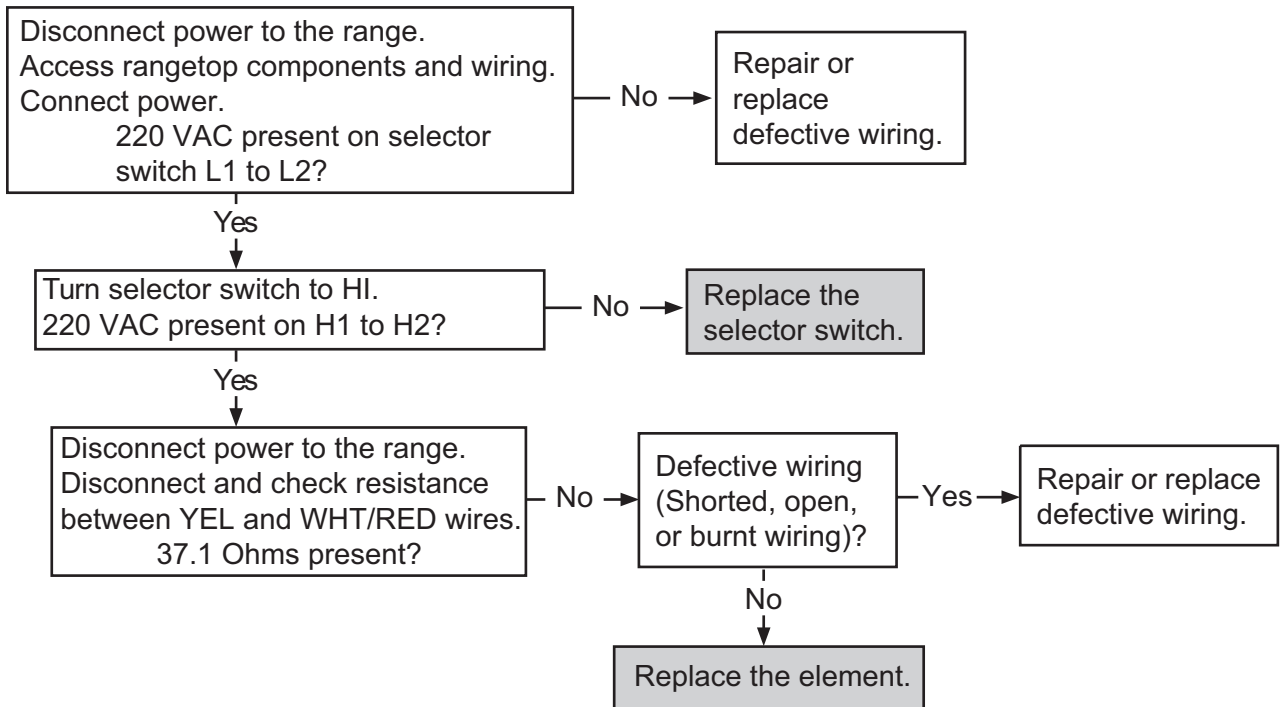 Disconnect power to the range.
Access rangetop components and wiring.
Connect power.
220 VAC present on selector
switch L1 to L2?
No
Repair or
replace
defective wiring.
Yes
Turn selector switch to HI.
220 VAC present on H1 to H2?
No
Replace the
selector switch.
Yes
Disconnect power to the range.
Disconnect and check resistance
between YEL and WHT/RED wires.
37.1 Ohms present?
No
Defective wiring
(Shorted, open,
or burnt wiring)?
Yes
Repair or replace
defective wiring.
No
Replace the element.